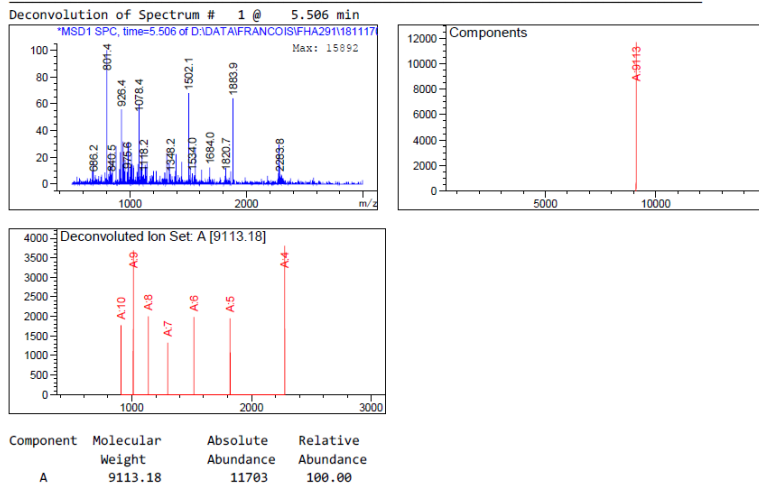 Deconvolution of Spectrum # 1 @ 5.506 min
*MSD1 SPC, time=5.506 of D:\DATA\FRANCOIS\FHA291\181117(
Max: 15892
100
80
60
40
20
0
686.2
801.4
840.5
926.4
975.6
1078.4
1118.2
1348.2
1502.1
1534.0
1684.0
1820.7
1883.9
2283.8
1000
2000
m/z
Components
12000
10000
8000
6000
4000
2000
0
A:9113
5000
10000
Deconvoluted Ion Set: A [9113.18]
4000
3500
3000
2500
2000
1500
1000
500
0
A:10
A:9
A:8
A:7
A:6
A:5
A:4
1000
2000
3000
Component Molecular Absolute Relative
Weight Abundance Abundance
A 9113.18 11703 100.00